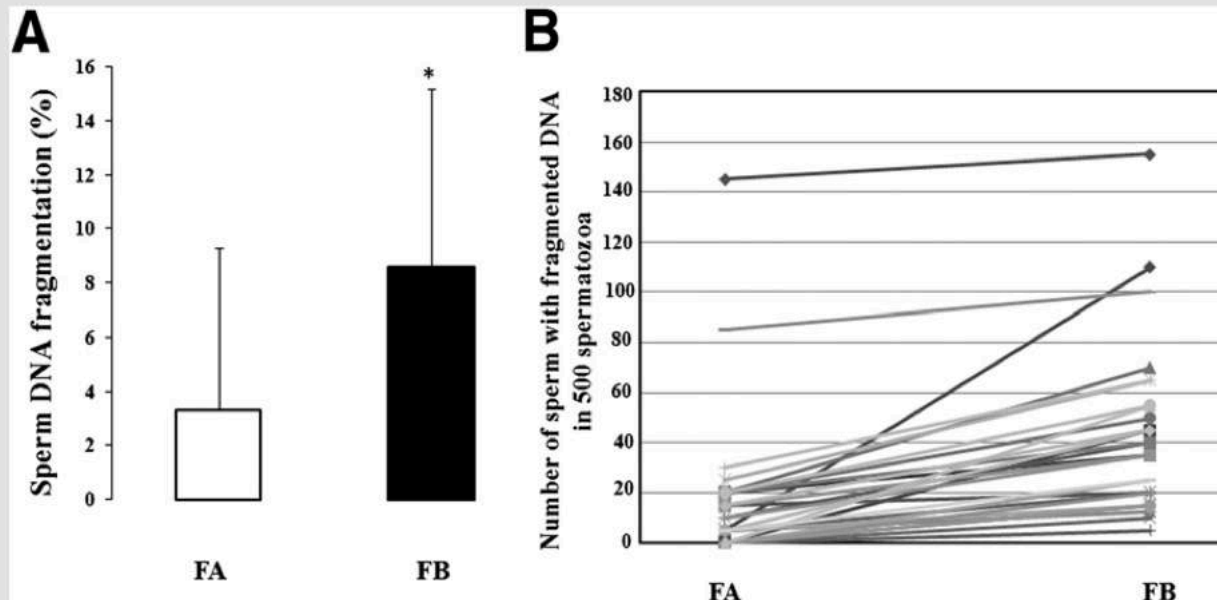 A
Sperm DNA fragmentation (%)
16
14
12
10
8
6
4
2
0
*
FA
FB
B
Number of sperm with fragmented DNA
in 500 spermatozoa
180
160
140
120
100
80
60
40
20
0
FA
FB